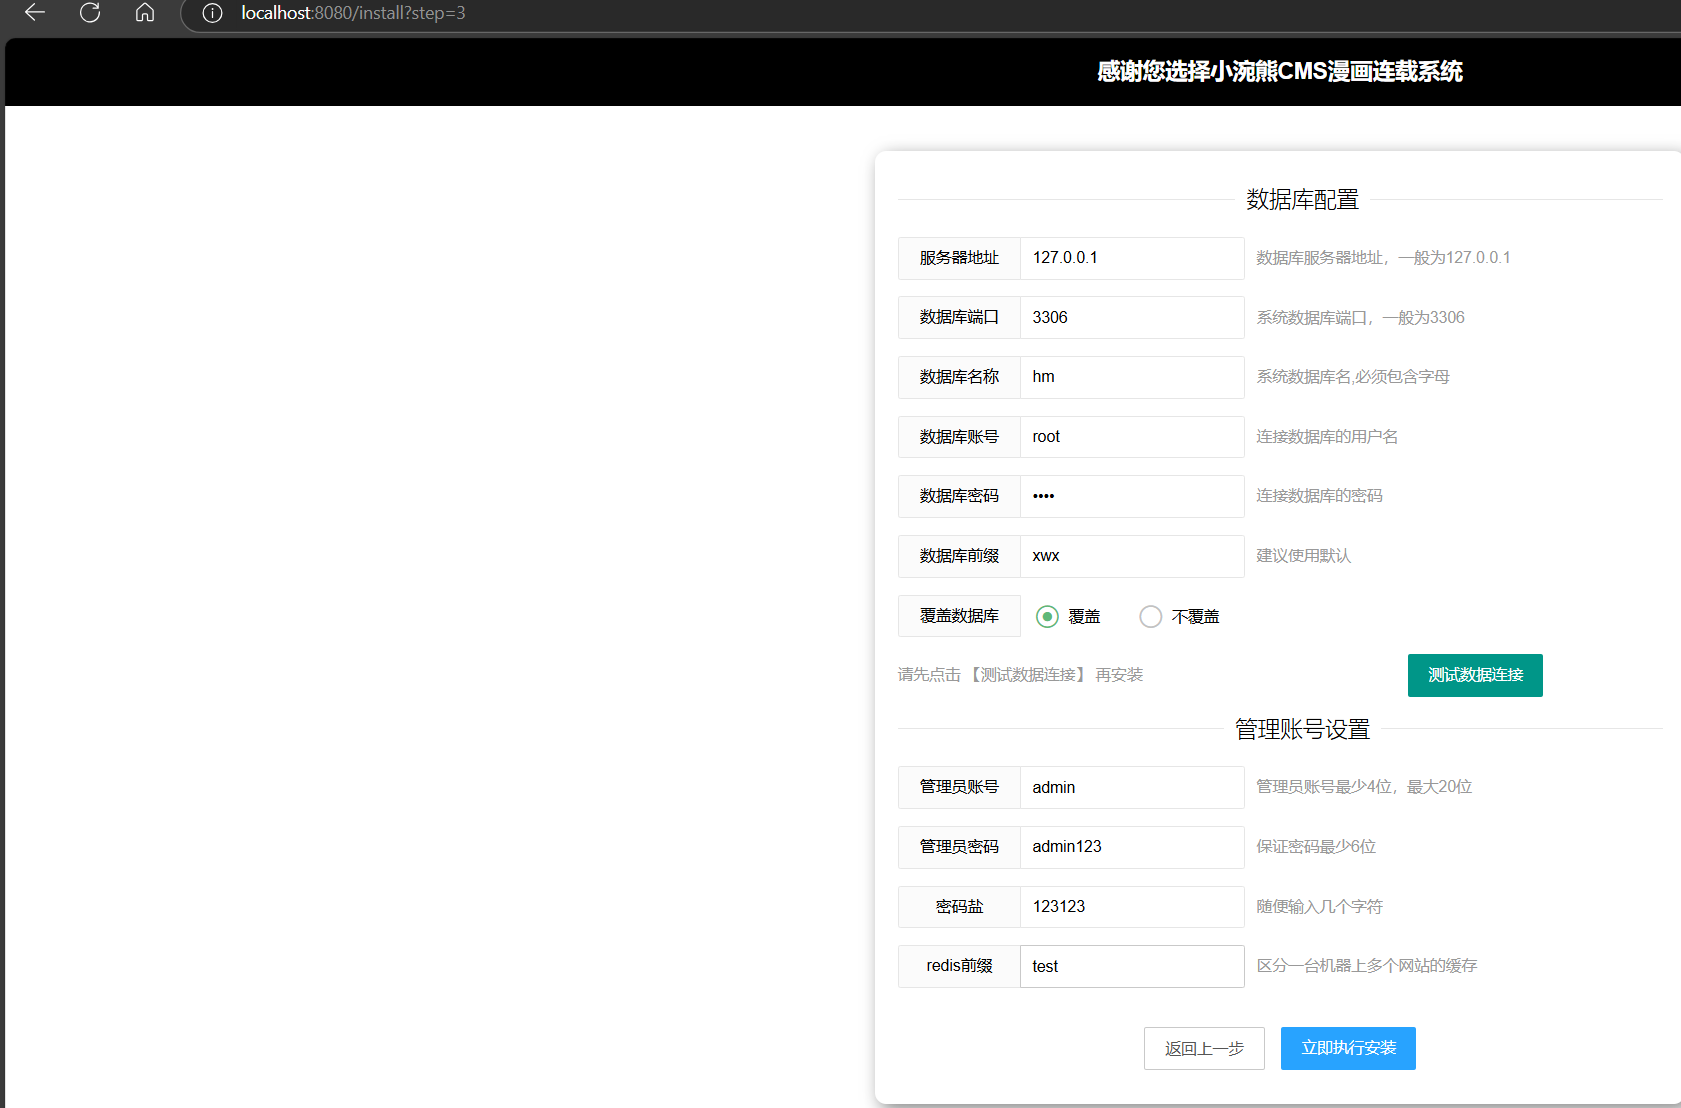 localhost:8080/install?step=3
感谢您选择小涴熊CMS漫画连载系统
数据库配置
服务器地址 127.0.0.1 数据库服务器地址，一般为127.0.0.1
数据库端口 3306 系统数据库端口，一般为3306
数据库名称 hm 系统数据库名,必须包含字母
数据库账号 root 连接数据库的用户名
数据库密码 •••• 连接数据库的密码
数据库前缀 xwx 建议使用默认
覆盖数据库 覆盖 不覆盖
请先点击 【测试数据连接】 再安装 测试数据连接
管理账号设置
管理员账号 admin 管理员账号最少4位，最大20位
管理员密码 admin123 保证密码最少6位
密码盐 123123 随便输入几个字符
redis前缀 test 区分一台机器上多个网站的缓存
返回上一步 立即执行安装